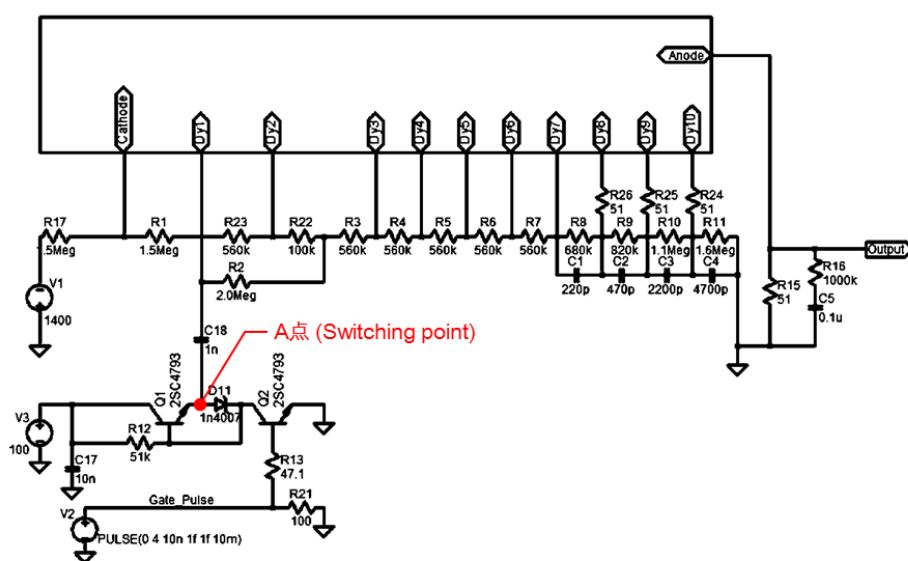 Anode
Cathode
Dy1
Dy2
Dy3
Dy4
Dy5
Dy6
Dy7
Dy8
Dy9
Dy10
R26
51
R25
51
R24
51
R17
.5Meg
R1
1.5Meg
R23
560k
R22
100k
R3
560k
R4
560k
R5
560k
R6
560k
R7
560k
R8
680k
R9
820k
R10
1.1Meg
R11
1.6Meg
C1
220p
C2
470p
C3
2200p
C4
4700p
R2
2.0Meg
Output
R16
1000k
R15
51
C5
0.1u
V1
1400
C18
1n
A点 (Switching point)
Q1
2SC4793
D11
1n4007
Q2
2SC4793
V3
100
R12
51k
C17
10n
R13
47.1
R21
100
Gate_Pulse
V2
PULSE(0 4 10n 1f 1f 10m)